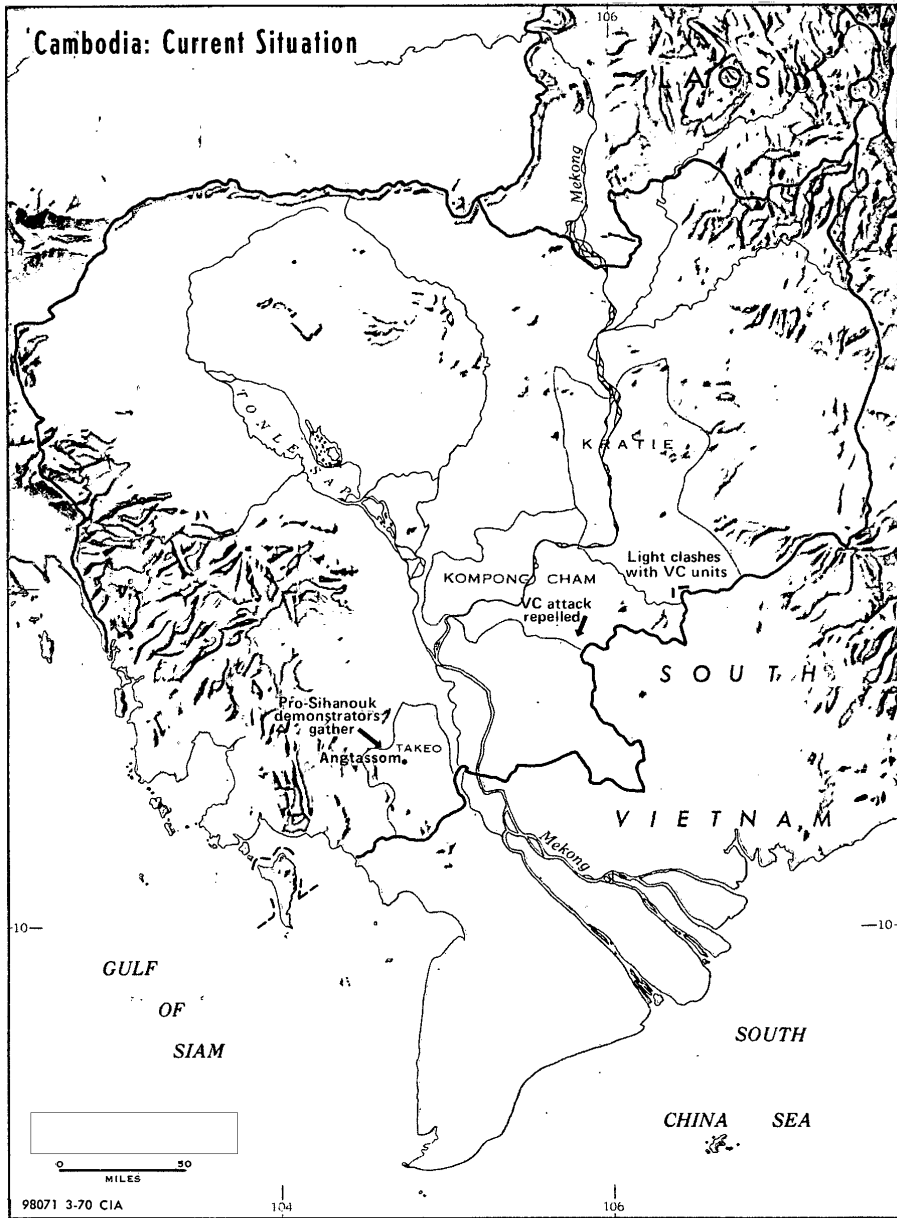 Cambodia: Current Situation
106
LAOS
Mekong
TONLE SAP
KRATIE
Light clashes
with VC units
KOMPONG CHAM
VC attack
repelled
SOUTH
Pro-Sihanouk
demonstrators
gather
TAKEO
Angtassom
VIETNAM
Mekong
10
10
GULF
OF
SIAM
SOUTH
CHINA SEA
0 50
MILES
98071 3-70 CIA
104
106